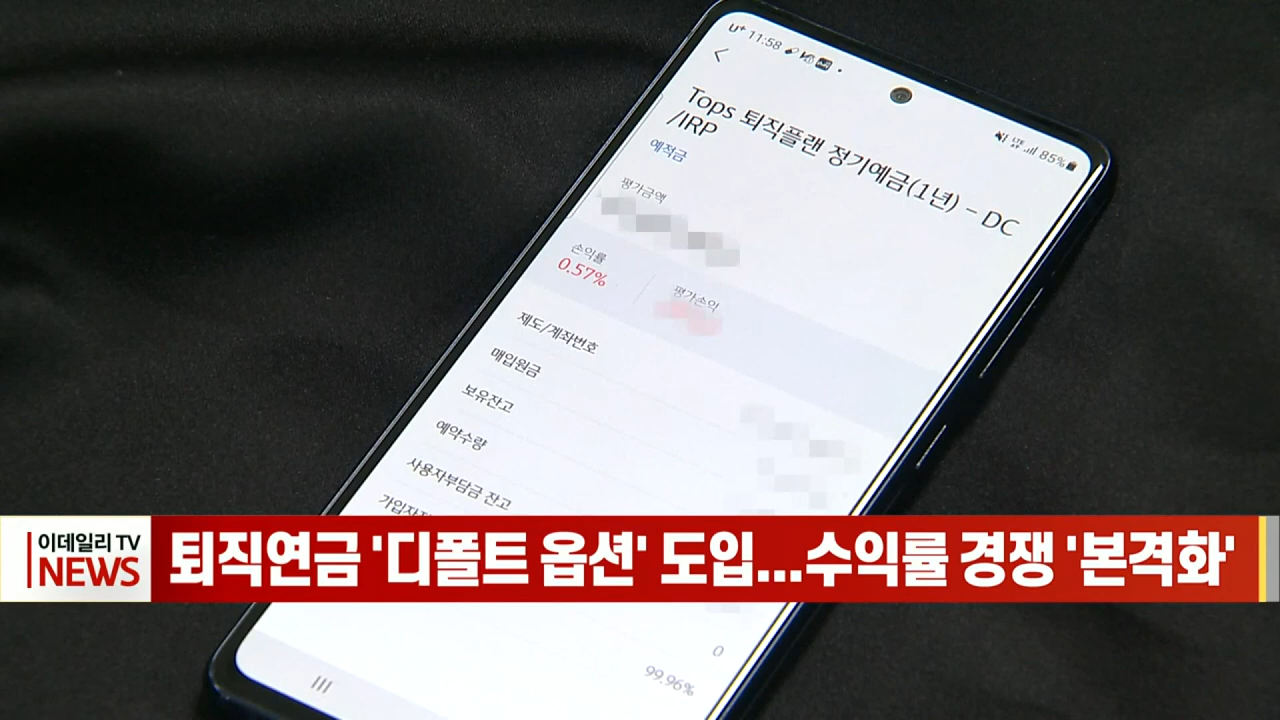 U+ 11:58
85%
Tops 퇴직플랜 정기예금(1년) - DC
/IRP
예적금
평가금액
손익률
0.57%
평가손익
제도/계좌번호
매입원금
보유잔고
예약수량
사용자부담금 잔고
이데일리 TV
NEWS
퇴직연금 '디폴트 옵션' 도입...수익률 경쟁 '본격화'
0
99.96%